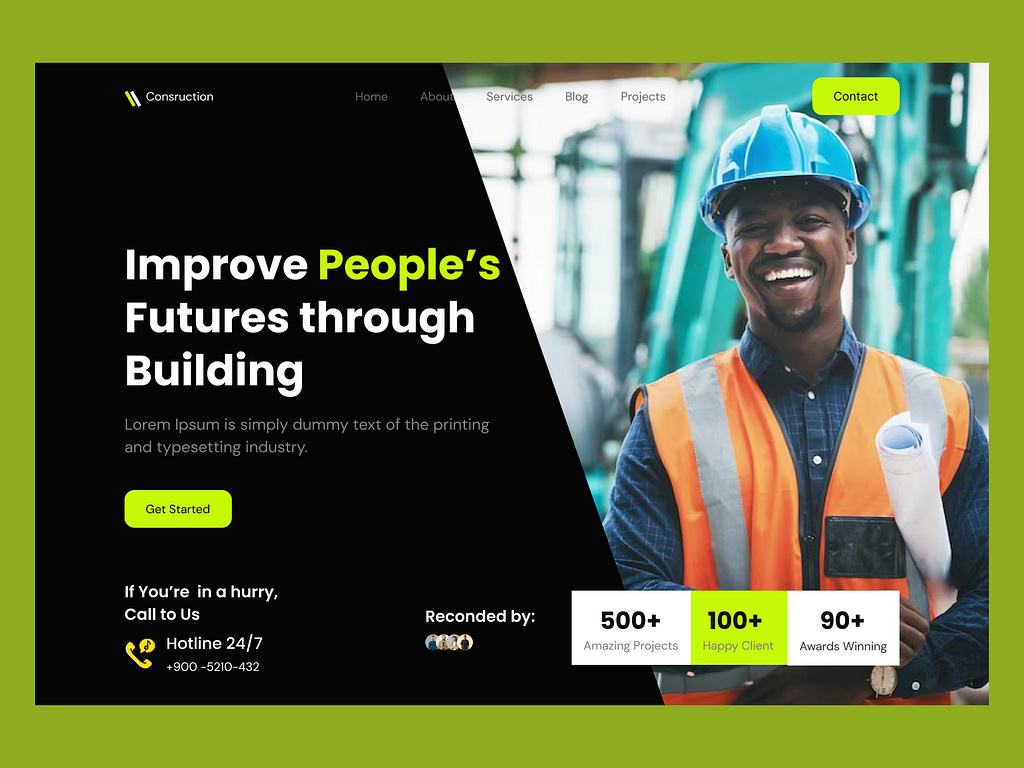 Consruction
Home About Services Blog Projects
Contact
Improve People’s
Futures through
Building
Lorem Ipsum is simply dummy text of the printing
and typesetting industry.
Get Started
If You’re  in a hurry,
Call to Us
Hotline 24/7
+900 -5210-432
Reconded by:
500+
Amazing Projects
100+
Happy Client
90+
Awards Winning